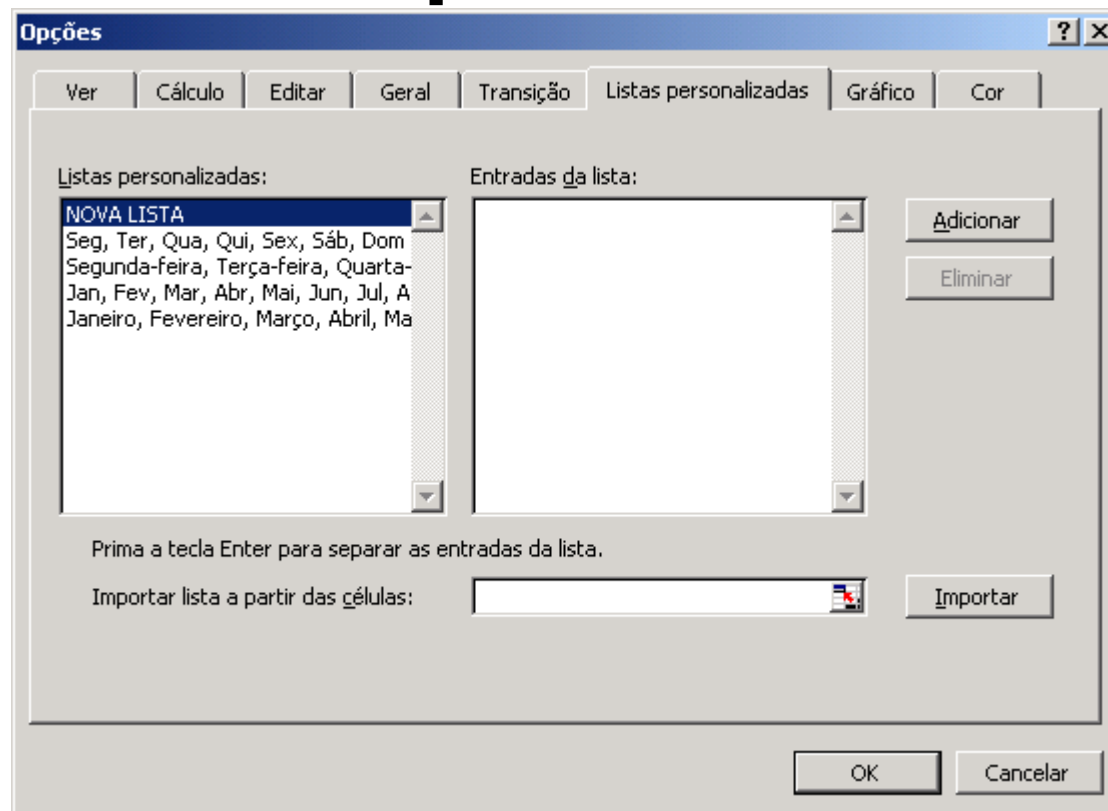 Opções
Ver Cálculo Editar Geral Transição Listas personalizadas Gráfico Cor
Listas personalizadas: Entradas da lista:
NOVA LISTA
Seg, Ter, Qua, Qui, Sex, Sáb, Dom
Segunda-feira, Terça-feira, Quarta-
Jan, Fev, Mar, Abr, Mai, Jun, Jul, A
Janeiro, Fevereiro, Março, Abril, Ma
Adicionar
Eliminar
Prima a tecla Enter para separar as entradas da lista.
Importar lista a partir das células: Importar
OK Cancelar